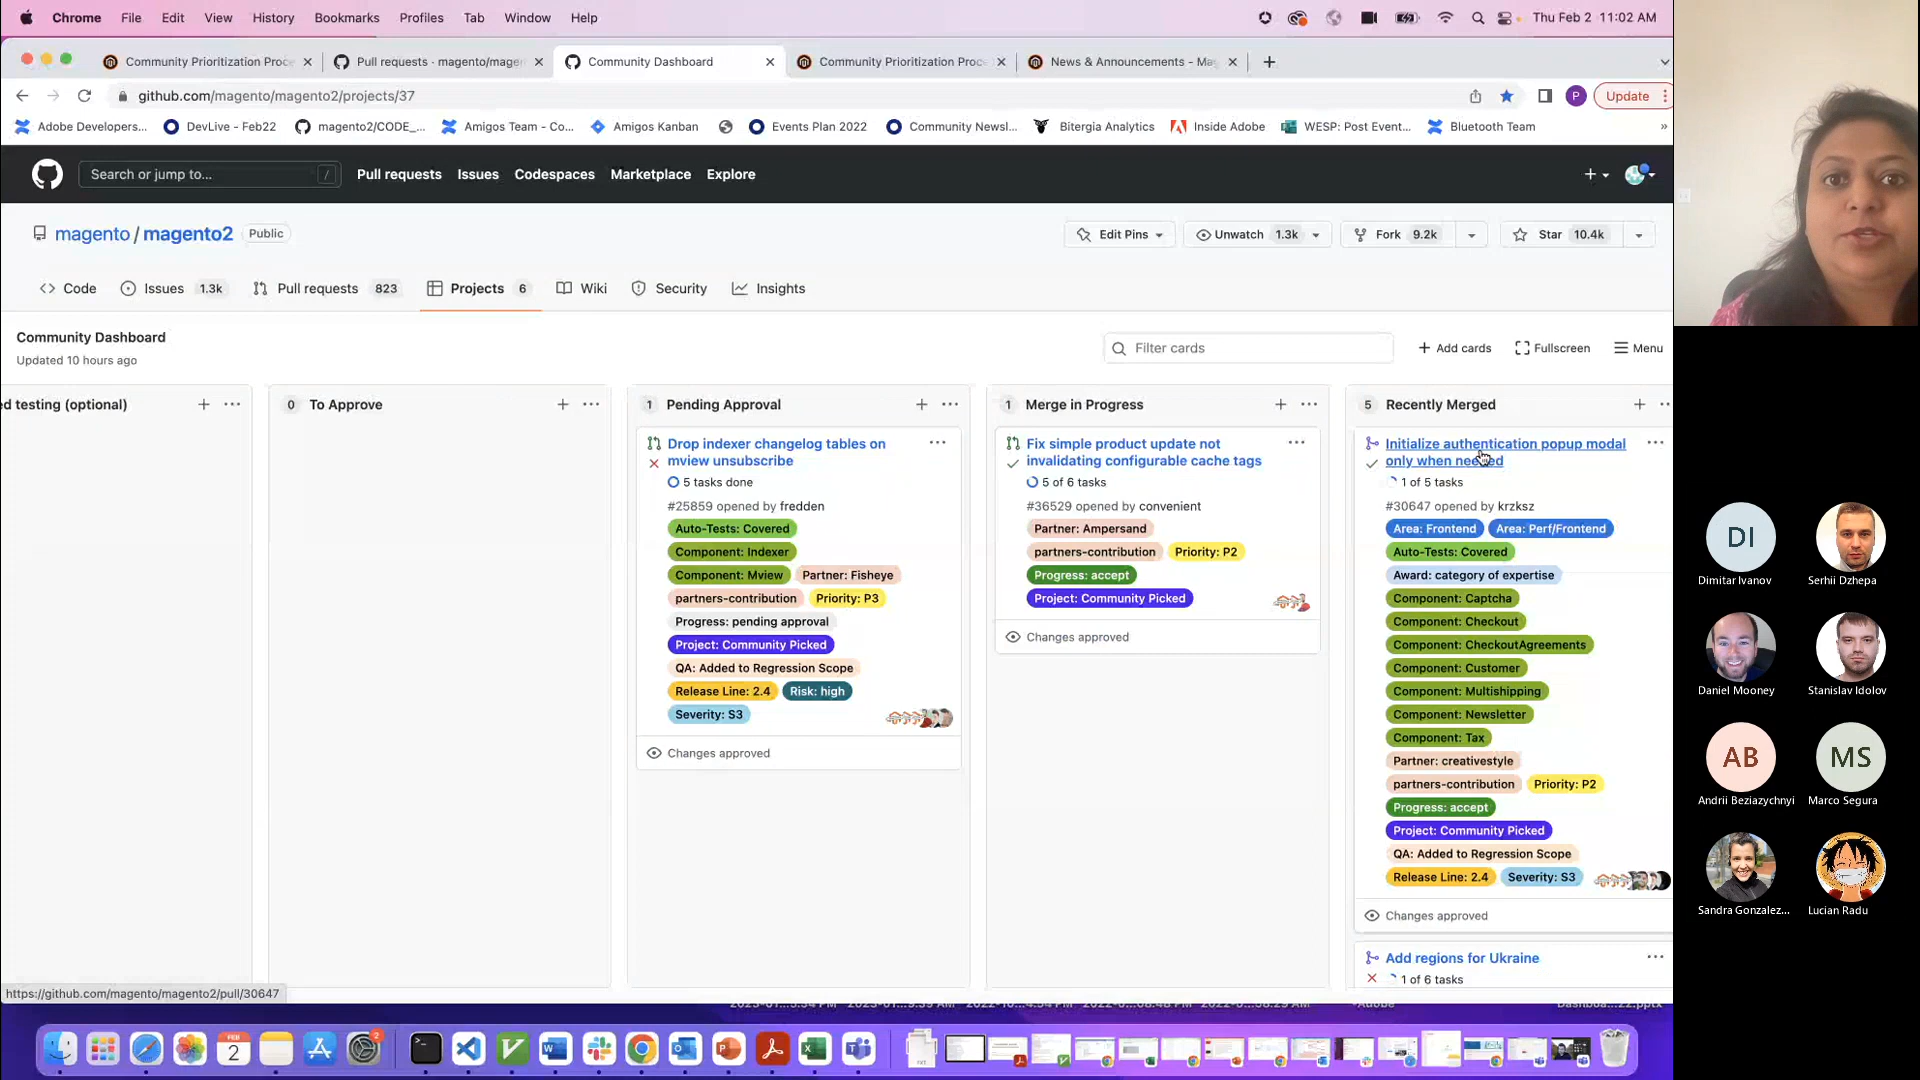 Chrome File Edit View History Bookmarks Profiles Tab Window Help Thu Feb 2 11:02 AM
Community Prioritization Proc Pull requests · magento/mage Community Dashboard Community Prioritization Proc News & Announcements - Ma
github.com/magento/magento2/projects/37 P Update
Adobe Developers... DevLive - Feb22 magento2/CODE_... Amigos Team - Co... Amigos Kanban Events Plan 2022 Community Newsl... Bitergia Analytics Inside Adobe WESP: Post Event... Bluetooth Team »
Search or jump to... / Pull requests Issues Codespaces Marketplace Explore
magento / magento2 Public Edit Pins Unwatch 1.3k Fork 9.2k Star 10.4k
Code Issues 1.3k Pull requests 823 Projects 6 Wiki Security Insights
Community Dashboard
Updated 10 hours ago
Filter cards + Add cards Fullscreen Menu
ed testing (optional)
0 To Approve
1 Pending Approval
Drop indexer changelog tables on
mview unsubscribe
5 tasks done
#25859 opened by fredden
Auto-Tests: Covered
Component: Indexer
Component: Mview Partner: Fisheye
partners-contribution Priority: P3
Progress: pending approval
Project: Community Picked
QA: Added to Regression Scope
Release Line: 2.4 Risk: high
Severity: S3
Changes approved
1 Merge in Progress
Fix simple product update not
invalidating configurable cache tags
5 of 6 tasks
#36529 opened by convenient
Partner: Ampersand
partners-contribution Priority: P2
Progress: accept
Project: Community Picked
Changes approved
5 Recently Merged
Initialize authentication popup modal
only when needed
1 of 5 tasks
#30647 opened by krzksz
Area: Frontend Area: Perf/Frontend
Auto-Tests: Covered
Award: category of expertise
Component: Captcha
Component: Checkout
Component: CheckoutAgreements
Component: Customer
Component: Multishipping
Component: Newsletter
Component: Tax
Partner: creativestyle
partners-contribution Priority: P2
Progress: accept
Project: Community Picked
QA: Added to Regression Scope
Release Line: 2.4 Severity: S3
Changes approved
Add regions for Ukraine
1 of 6 tasks
https://github.com/magento/magento2/pull/30647
FEB
2
2
DI
Dimitar Ivanov Serhii Dzhepa
Daniel Mooney Stanislav Idolov
AB MS
Andrii Beziazychnyi Marco Segura
Sandra Gonzalez... Lucian Radu